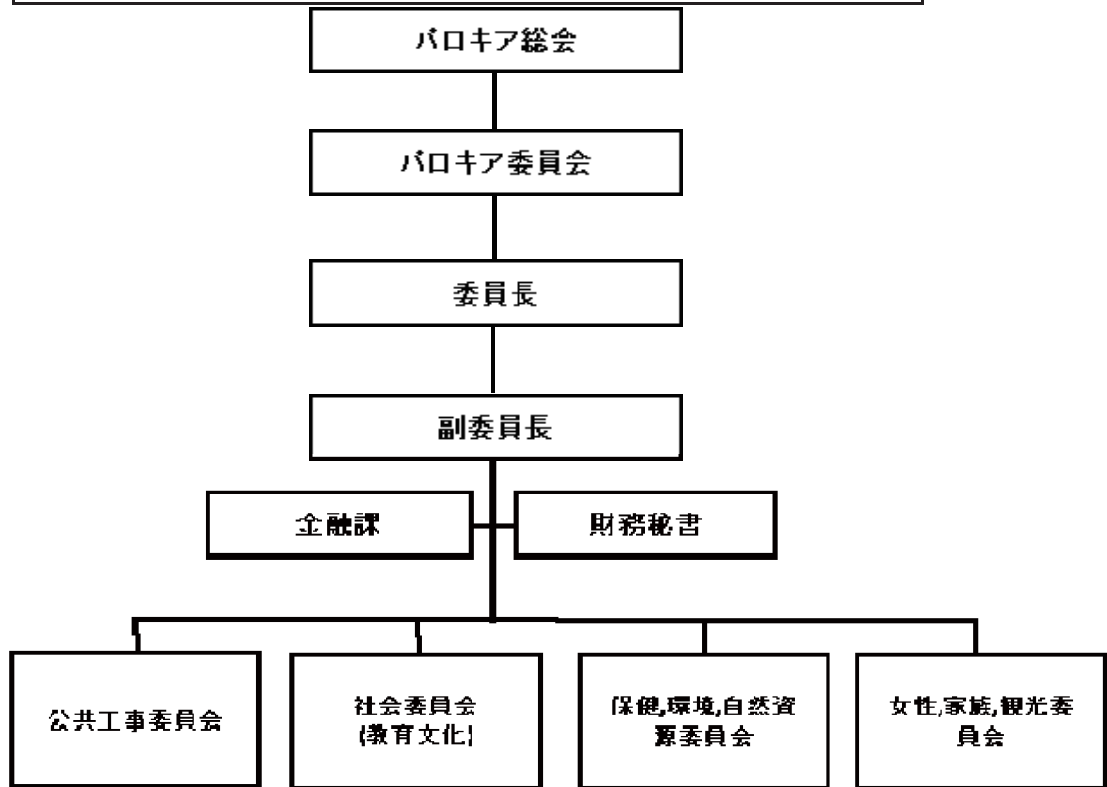 パロキア総会
パロキア委員会
委員長
副委員長
金融課
財務秘書
公共工事委員会
社会委員会
(教育文化)
保健,環境,自然資
源委員会
女性,家族,観光委
員会